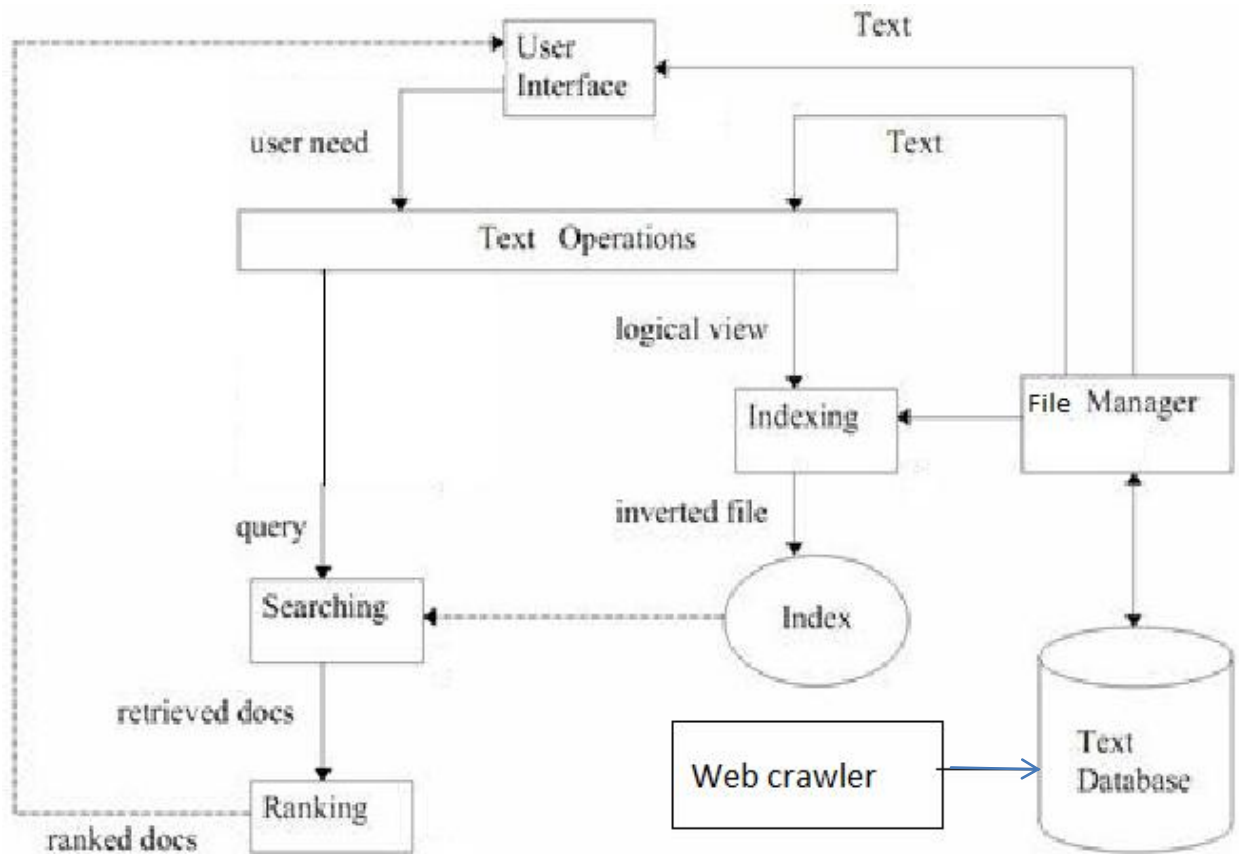 User
Interface
Text
user need
Text
Text Operations
logical view
Indexing
File Manager
inverted file
query
Searching
Index
retrieved docs
Web crawler
Text
Database
Ranking
ranked docs